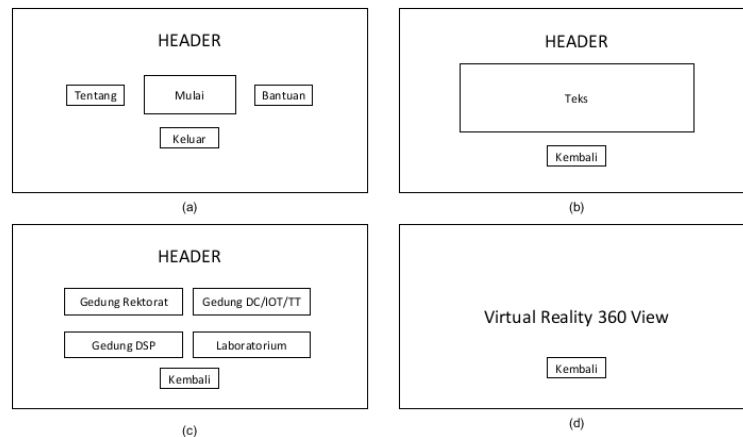 HEADER
Tentang
Mulai
Bantuan
Keluar
(a)
HEADER
Teks
Kembali
(b)
HEADER
Gedung Rektorat
Gedung DC/IOT/TT
Gedung DSP
Laboratorium
Kembali
(c)
Virtual Reality 360 View
Kembali
(d)